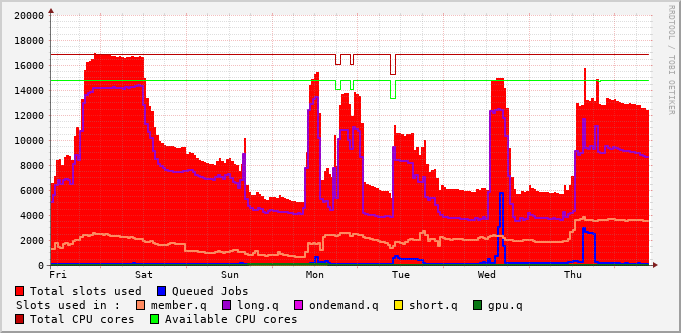 20000
18000
16000
14000
12000
10000
8000
6000
4000
2000
0
Fri Sat Sun Mon Tue Wed Thu
RRDTOOL / TOBI OETIKER
Total slots used Queued Jobs
Slots used in : member.q long.q ondemand.q short.q gpu.q
Total CPU cores Available CPU cores